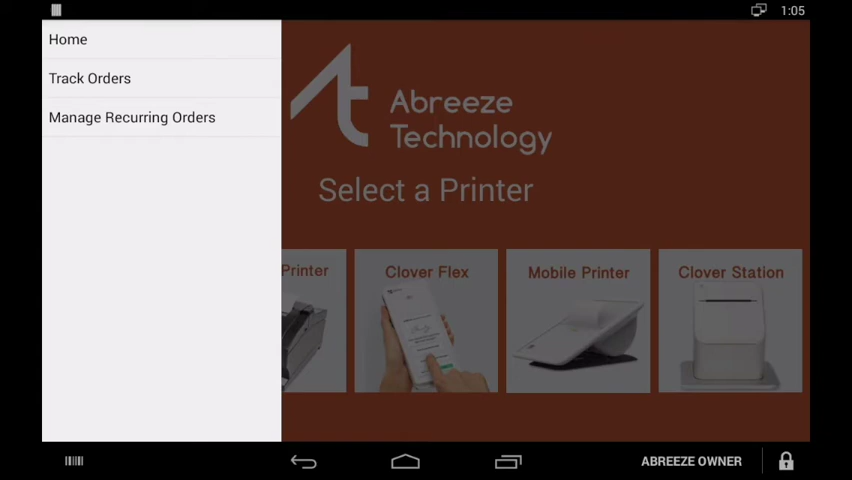 1:05
Home
Track Orders
Manage Recurring Orders
Abreeze
Technology
Select a Printer
Printer
Clover Flex
Mobile Printer
Clover Station
ABREEZE OWNER